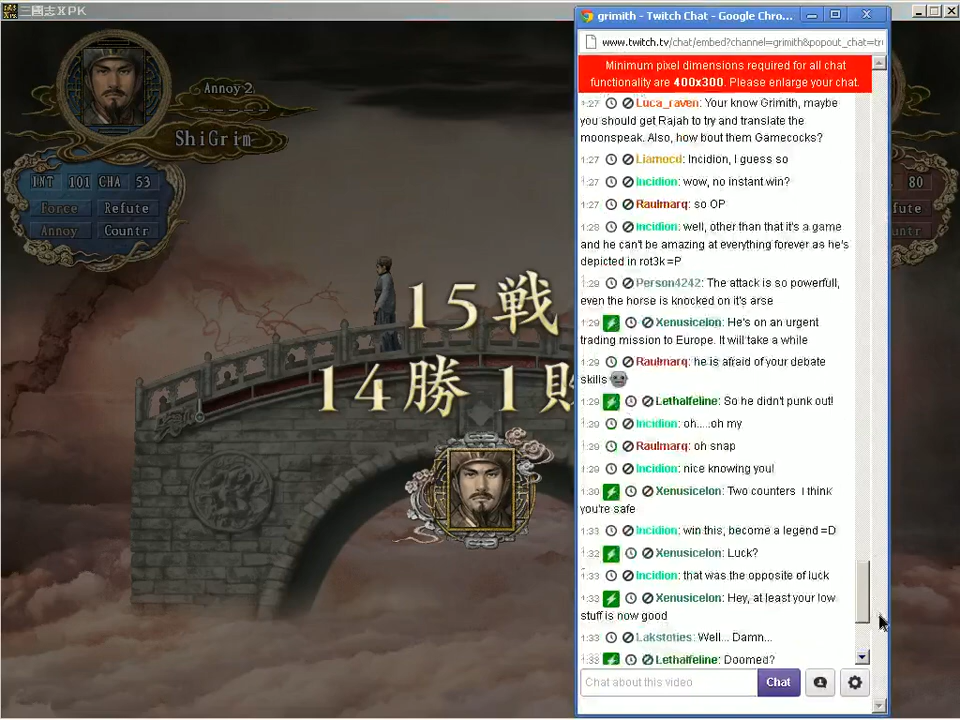 三國志X PK
Annoy 2
ShiGrim
INT 101 CHA 53
Force Refute
Annoy Countr
80
15戦
14勝 1敗
grimith - Twitch Chat - Google Chro...
www.twitch.tv/chat/embed?channel=grimith&popout_chat=tr
Minimum pixel dimensions required for all chat
functionality are 400x300. Please enlarge your chat.
1:27 Luca_raven: Your know Grimith, maybe
you should get Rajah to try and translate the
moonspeak. Also, how bout them Gamecocks?
1:27 Liamocd: Incidion, I guess so
1:27 Incidion: wow, no instant win?
1:27 Raulmarq: so OP
1:28 Incidion: well, other than that it's a game
and he can't be amazing at everything forever as he's
depicted in rot3k =P
1:29 Person4242: The attack is so powerfull,
even the horse is knocked on it's arse
1:29 Xenusicelon: He's on an urgent
trading mission to Europe. It will take a while
1:29 Raulmarq: he is afraid of your debate
skills
1:29 Lethalfeline: So he didn't punk out!
1:29 Incidion: oh.....oh my
1:29 Raulmarq: oh snap
1:29 Incidion: nice knowing you!
1:30 Xenusicelon: Two counters I think
you're safe
1:33 Incidion: win this, become a legend =D
1:32 Xenusicelon: Luck?
1:33 Incidion: that was the opposite of luck
1:33 Xenusicelon: Hey, at least your low
stuff is now good
1:33 Lakstoties: Well... Damn...
1:33 Lethalfeline: Doomed?
Chat about this video
Chat